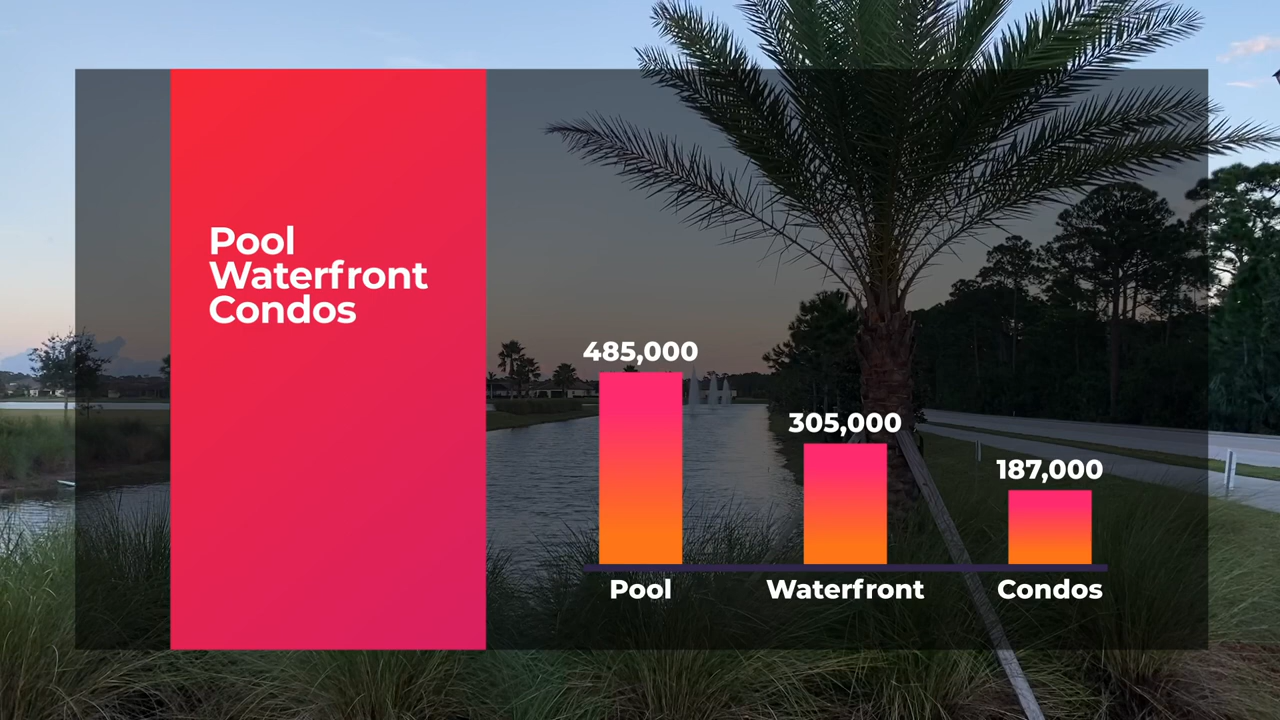 Pool
Waterfront
Condos
485,000
305,000
187,000
Pool
Waterfront
Condos